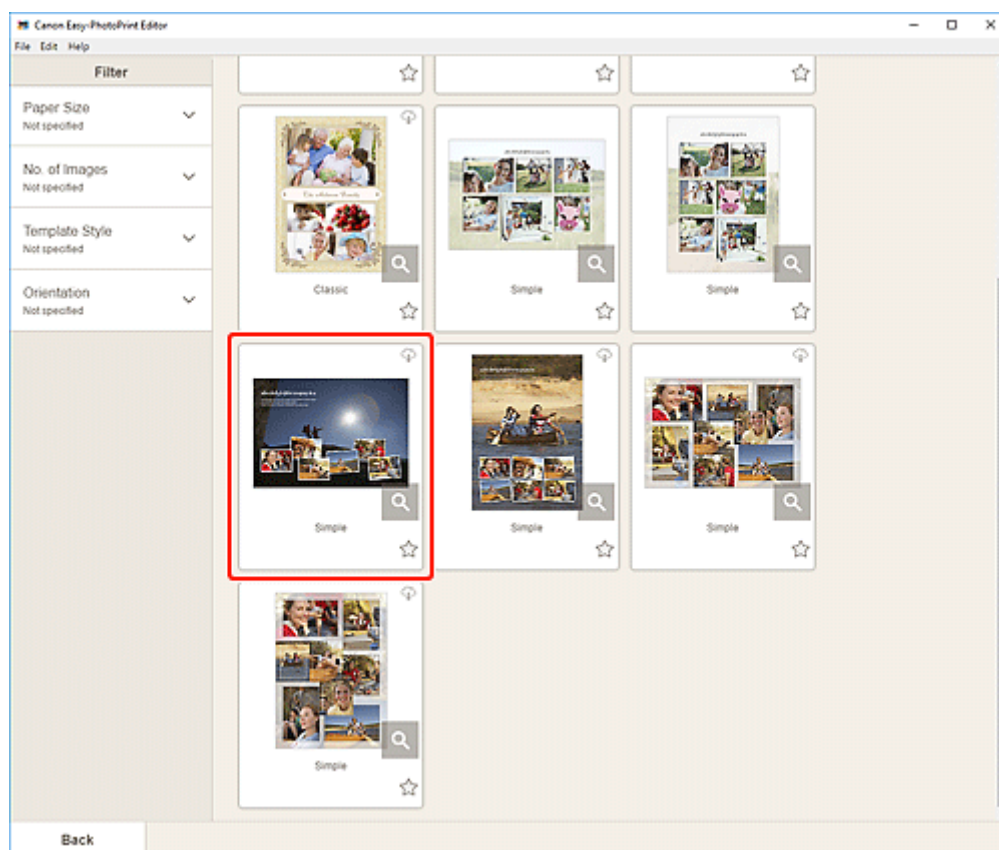 Canon Easy-PhotoPrint Editor
File Edit Help
Filter
Paper Size
Not specified
No. of Images
Not specified
Template Style
Not specified
Orientation
Not specified
Classic
Simple
Simple
Simple
Simple
Simple
Simple
Back